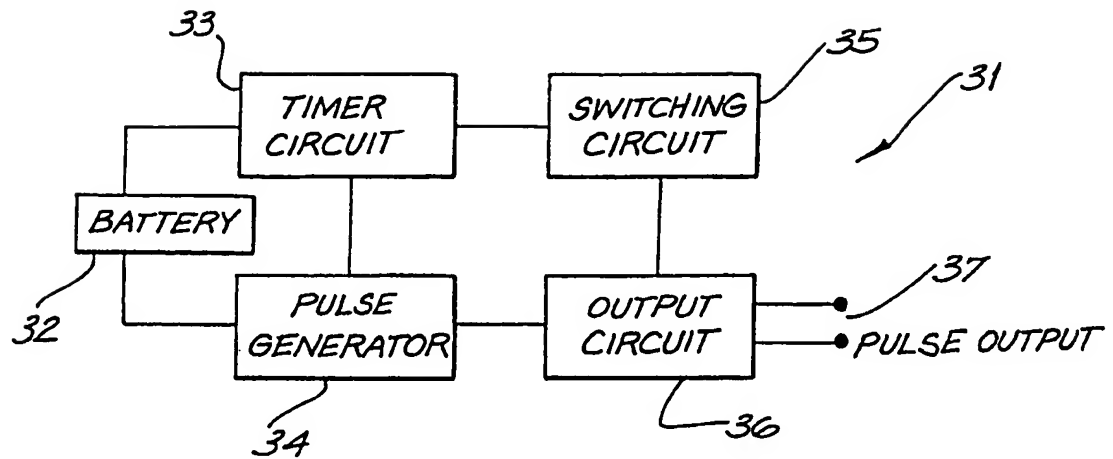 33
35
31
TIMER
CIRCUIT
SWITCHING
CIRCUIT
BATTERY
32
PULSE
GENERATOR
OUTPUT
CIRCUIT
37
PULSE OUTPUT
34
36